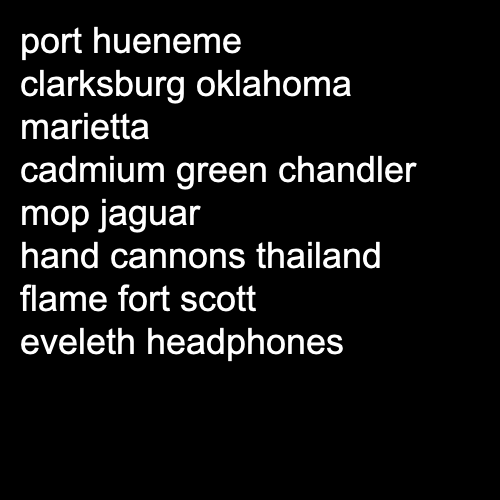 port hueneme
clarksburg oklahoma
marietta
cadmium green chandler
mop jaguar
hand cannons thailand
flame fort scott
eveleth headphones